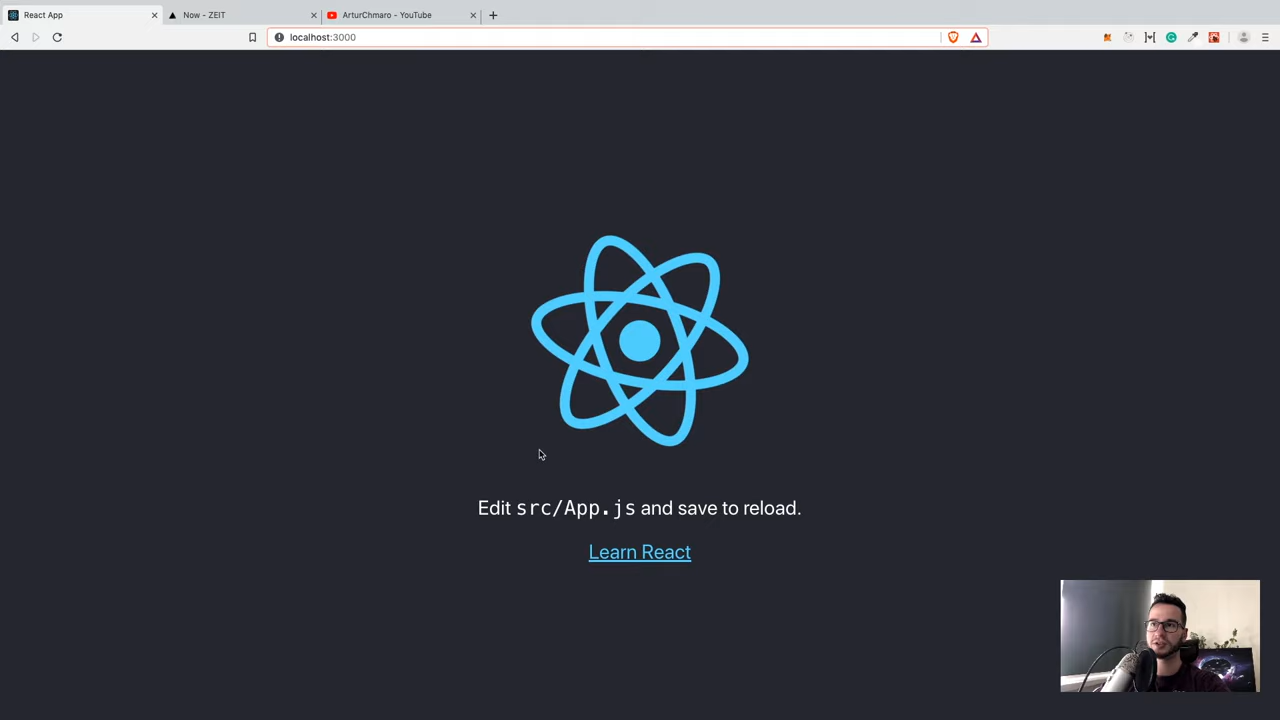 React App
Now - ZEIT
ArturChmaro - YouTube
localhost:3000
Edit src/App.js and save to reload.
Learn React